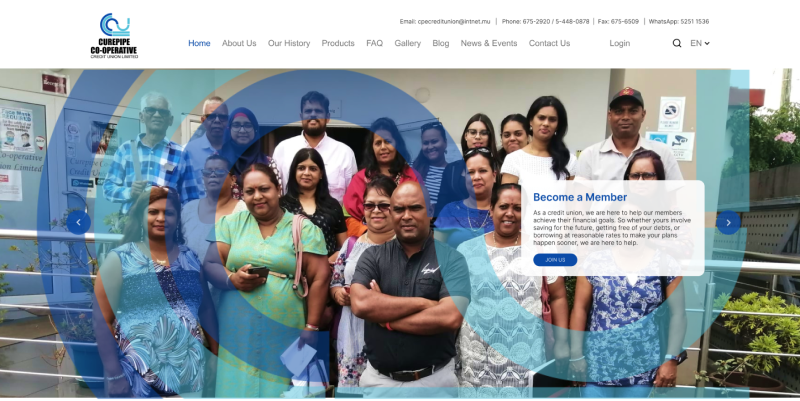 Email: cpecreditunion@intnet.mu | Phone: 675-2920 / 5-448-0878 | Fax: 675-6509 | WhatsApp: 5251 1536
CUREPIPE
CO-OPERATIVE
CREDIT UNION LIMITED
Home About Us Our History Products FAQ Gallery Blog News & Events Contact Us Login EN
Become a Member
As a credit union, we are here to help our members
achieve their financial goals. So whether yours involve
saving for the future, getting free of your debts, or
borrowing at reasonable rates to make your plans
happen sooner, we are here to help.
JOIN US